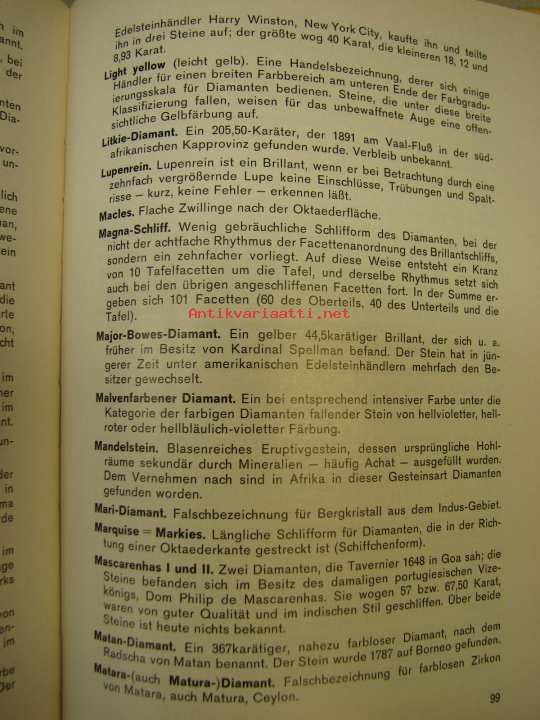 Edelsteinhändler Harry Winston, New York City, kaufte ihn und teilte
ihn in drei Steine auf; der größte wog 40 Karat, die kleineren 18, 12 und
8,93 Karat.
Light yellow (leicht gelb). Eine Handelsbezeichnung, derer sich einige
Händler für einen breiten Farbbereich am unteren Ende der Farbgradu-
ierungsskala für Diamanten bedienen. Steine, die unter diese breite
Klassifizierung fallen, weisen für das unbewaffnete Auge eine offen-
sichtliche Gelbfärbung auf.
Litkie-Diamant. Ein 205,50-Karäter, der 1891 am Vaal-Fluß in der süd-
afrikanischen Kapprovinz gefunden wurde. Verbleib unbekannt.
Lupenrein. Lupenrein ist ein Brillant, wenn er bei Betrachtung durch eine
zehnfach vergrößernde Lupe keine Einschlüsse, Trübungen und Spalt-
risse – kurz, keine Fehler – erkennen läßt.
Macles. Flache Zwillinge nach der Oktaederfläche.
Magna-Schliff. Wenig gebräuchliche Schlifform des Diamanten, bei der
nicht der achtfache Rhythmus der Facettenanordnung des Brillantschliffs,
sondern ein zehnfacher vorliegt. Auf diese Weise entsteht ein Kranz
von 10 Tafelfacetten um die Tafel, und derselbe Rhythmus setzt sich
auch bei den übrigen angeschliffenen Facetten fort. In der Summe er-
geben sich 101 Facetten (60 des Oberteils, 40 des Unterteils und die
Tafel).
Antikvariaatti.net
Major-Bowes-Diamant. Ein gelber 44,5karätiger Brillant, der sich u. a.
früher im Besitz von Kardinal Spellman befand. Der Stein hat in jün-
gerer Zeit unter amerikanischen Edelsteinhändlern mehrfach den Be-
sitzer gewechselt.
Malvenfarbener Diamant. Ein bei entsprechend intensiver Farbe unter die
Kategorie der farbigen Diamanten fallender Stein von hellvioletter, hell-
roter oder hellbläulich-violetter Färbung.
Mandelstein. Blasenreiches Eruptivgestein, dessen ursprüngliche Hohl-
räume sekundär durch Mineralien – häufig Achat – ausgefüllt wurden.
Dem Vernehmen nach sind in Afrika in dieser Gesteinsart Diamanten
gefunden worden.
Mari-Diamant. Falschbezeichnung für Bergkristall aus dem Indus-Gebiet.
Marquise = Markies. Längliche Schlifform für Diamanten, die in der Rich-
tung einer Oktaederkante gestreckt ist (Schiffchenform).
Mascarenhas I und II. Zwei Diamanten, die Tavernier 1648 in Goa sah; die
Steine befanden sich im Besitz des damaligen portugiesischen Vize-
königs, Dom Philip de Mascarenhas. Sie wogen 57 bzw. 67,50 Karat,
waren von guter Qualität und im indischen Stil geschliffen. Über beide
Steine ist heute nichts bekannt.
Matan-Diamant. Ein 367karätiger, nahezu farbloser Diamant, nach dem
Radscha von Matan benannt. Der Stein wurde 1787 auf Borneo gefunden.
Matara-(auch Matura-)Diamant. Falschbezeichnung für farblosen Zirkon
von Matara, auch Matura, Ceylon.
99